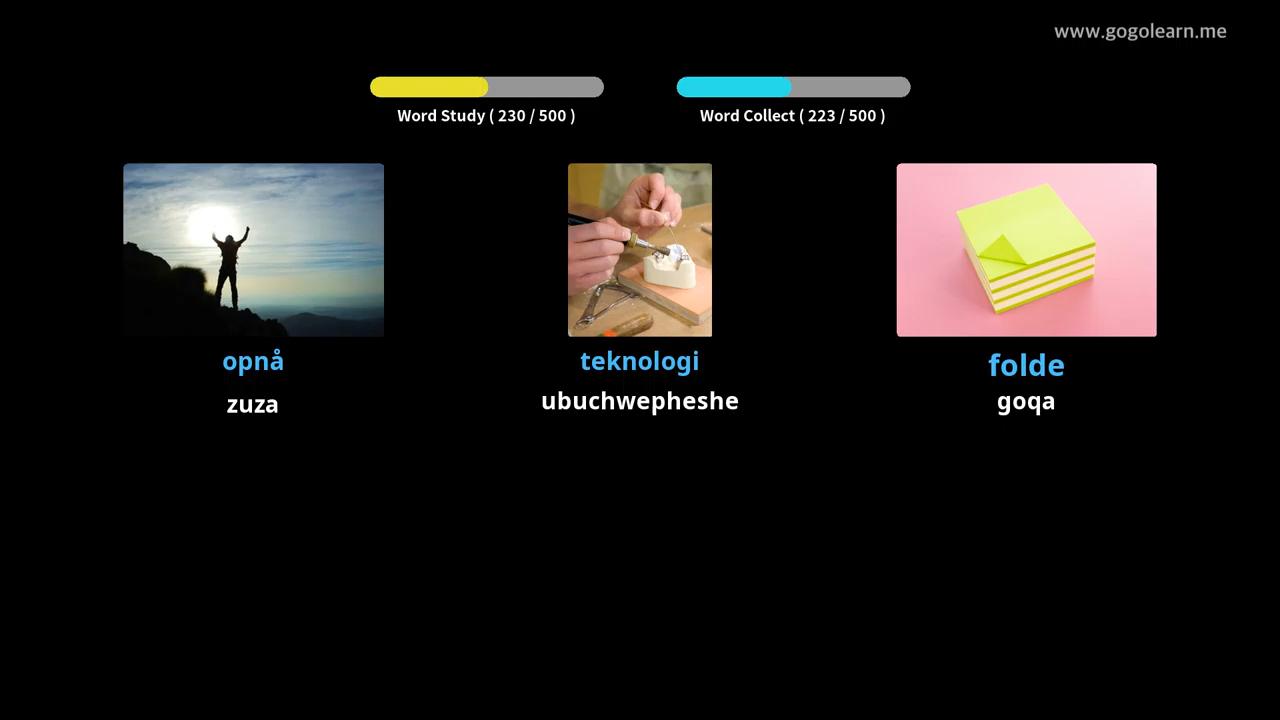 www.gogolearn.me
Word Study ( 230 / 500 )
Word Collect ( 223 / 500 )
opnå
teknologi
folde
zuza
ubuchwepheshe
goqa